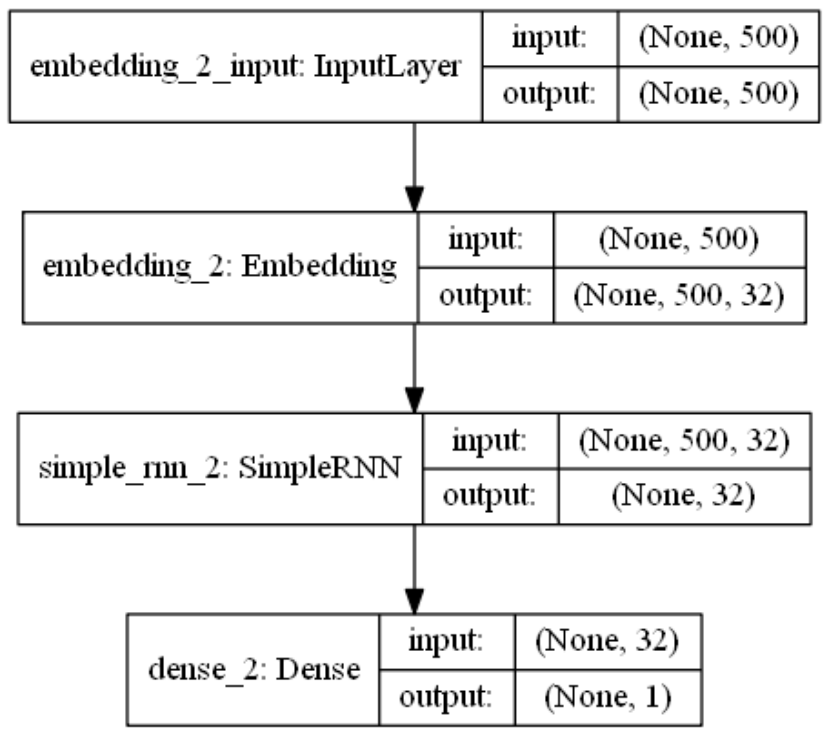 embedding_2_input: InputLayer
input: (None, 500)
output: (None, 500)
embedding_2: Embedding
input: (None, 500)
output: (None, 500, 32)
simple_rnn_2: SimpleRNN
input: (None, 500, 32)
output: (None, 32)
dense_2: Dense
input: (None, 32)
output: (None, 1)